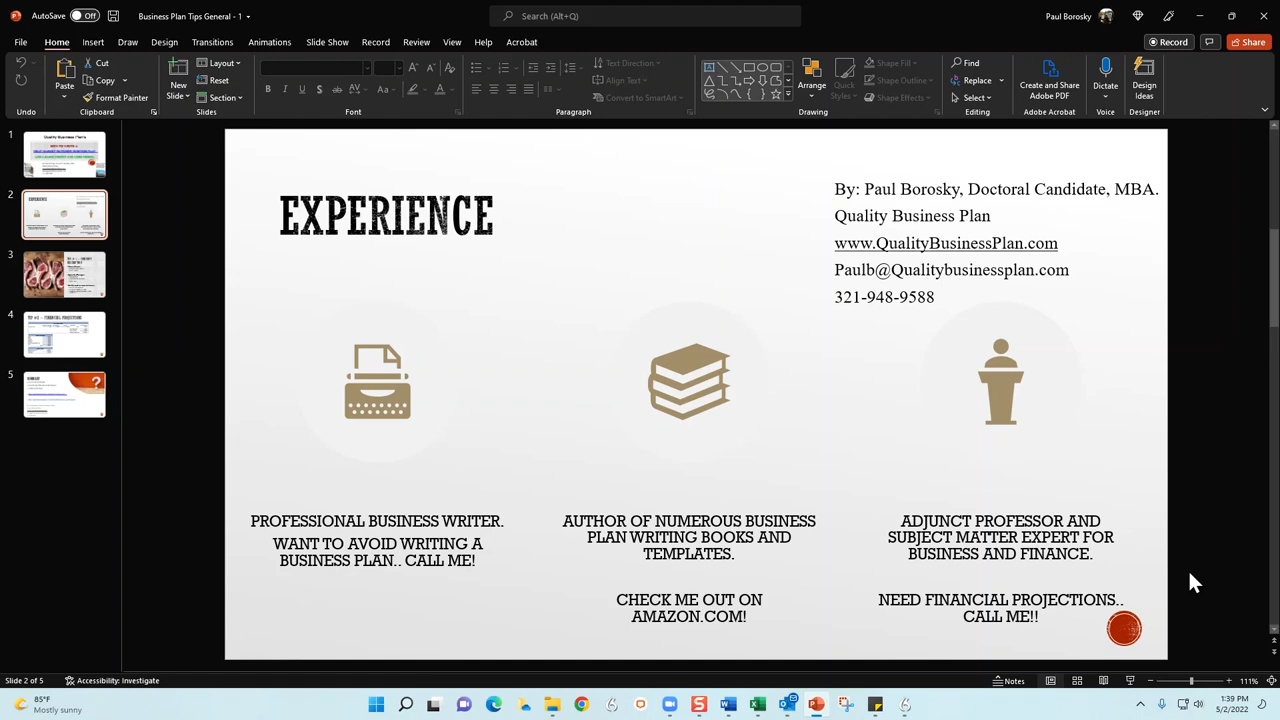 AutoSave Off
Business Plan Tips General - 1
Search (Alt+Q)
Paul Borosky
File Home Insert Draw Design Transitions Animations Slide Show Record Review View Help Acrobat
Record
Share
Paste
Cut
Copy
Format Painter
New Slide
Layout
Reset
Section
Text Direction
Align Text
Convert to SmartArt
Arrange
Quick Styles
Shape Fill
Shape Outline
Shape Effects
Find
Replace
Select
Create and Share Adobe PDF
Dictate
Design Ideas
Undo Clipboard Slides Font Paragraph Drawing Editing Adobe Acrobat Voice Designer
1
2
3
4
5
EXPERIENCE
By: Paul Borosky, Doctoral Candidate, MBA.
Quality Business Plan
www.QualityBusinessPlan.com
Paulb@Qualitybusinessplan.com
321-948-9588
PROFESSIONAL BUSINESS WRITER.
WANT TO AVOID WRITING A
BUSINESS PLAN.. CALL ME!
AUTHOR OF NUMEROUS BUSINESS
PLAN WRITING BOOKS AND
TEMPLATES.
CHECK ME OUT ON
AMAZON.COM!
ADJUNCT PROFESSOR AND
SUBJECT MATTER EXPERT FOR
BUSINESS AND FINANCE.
NEED FINANCIAL PROJECTIONS..
CALL ME!!
Slide 2 of 5
Accessibility: Investigate
Notes
111%
85°F
Mostly sunny
1:39 PM
5/2/2022